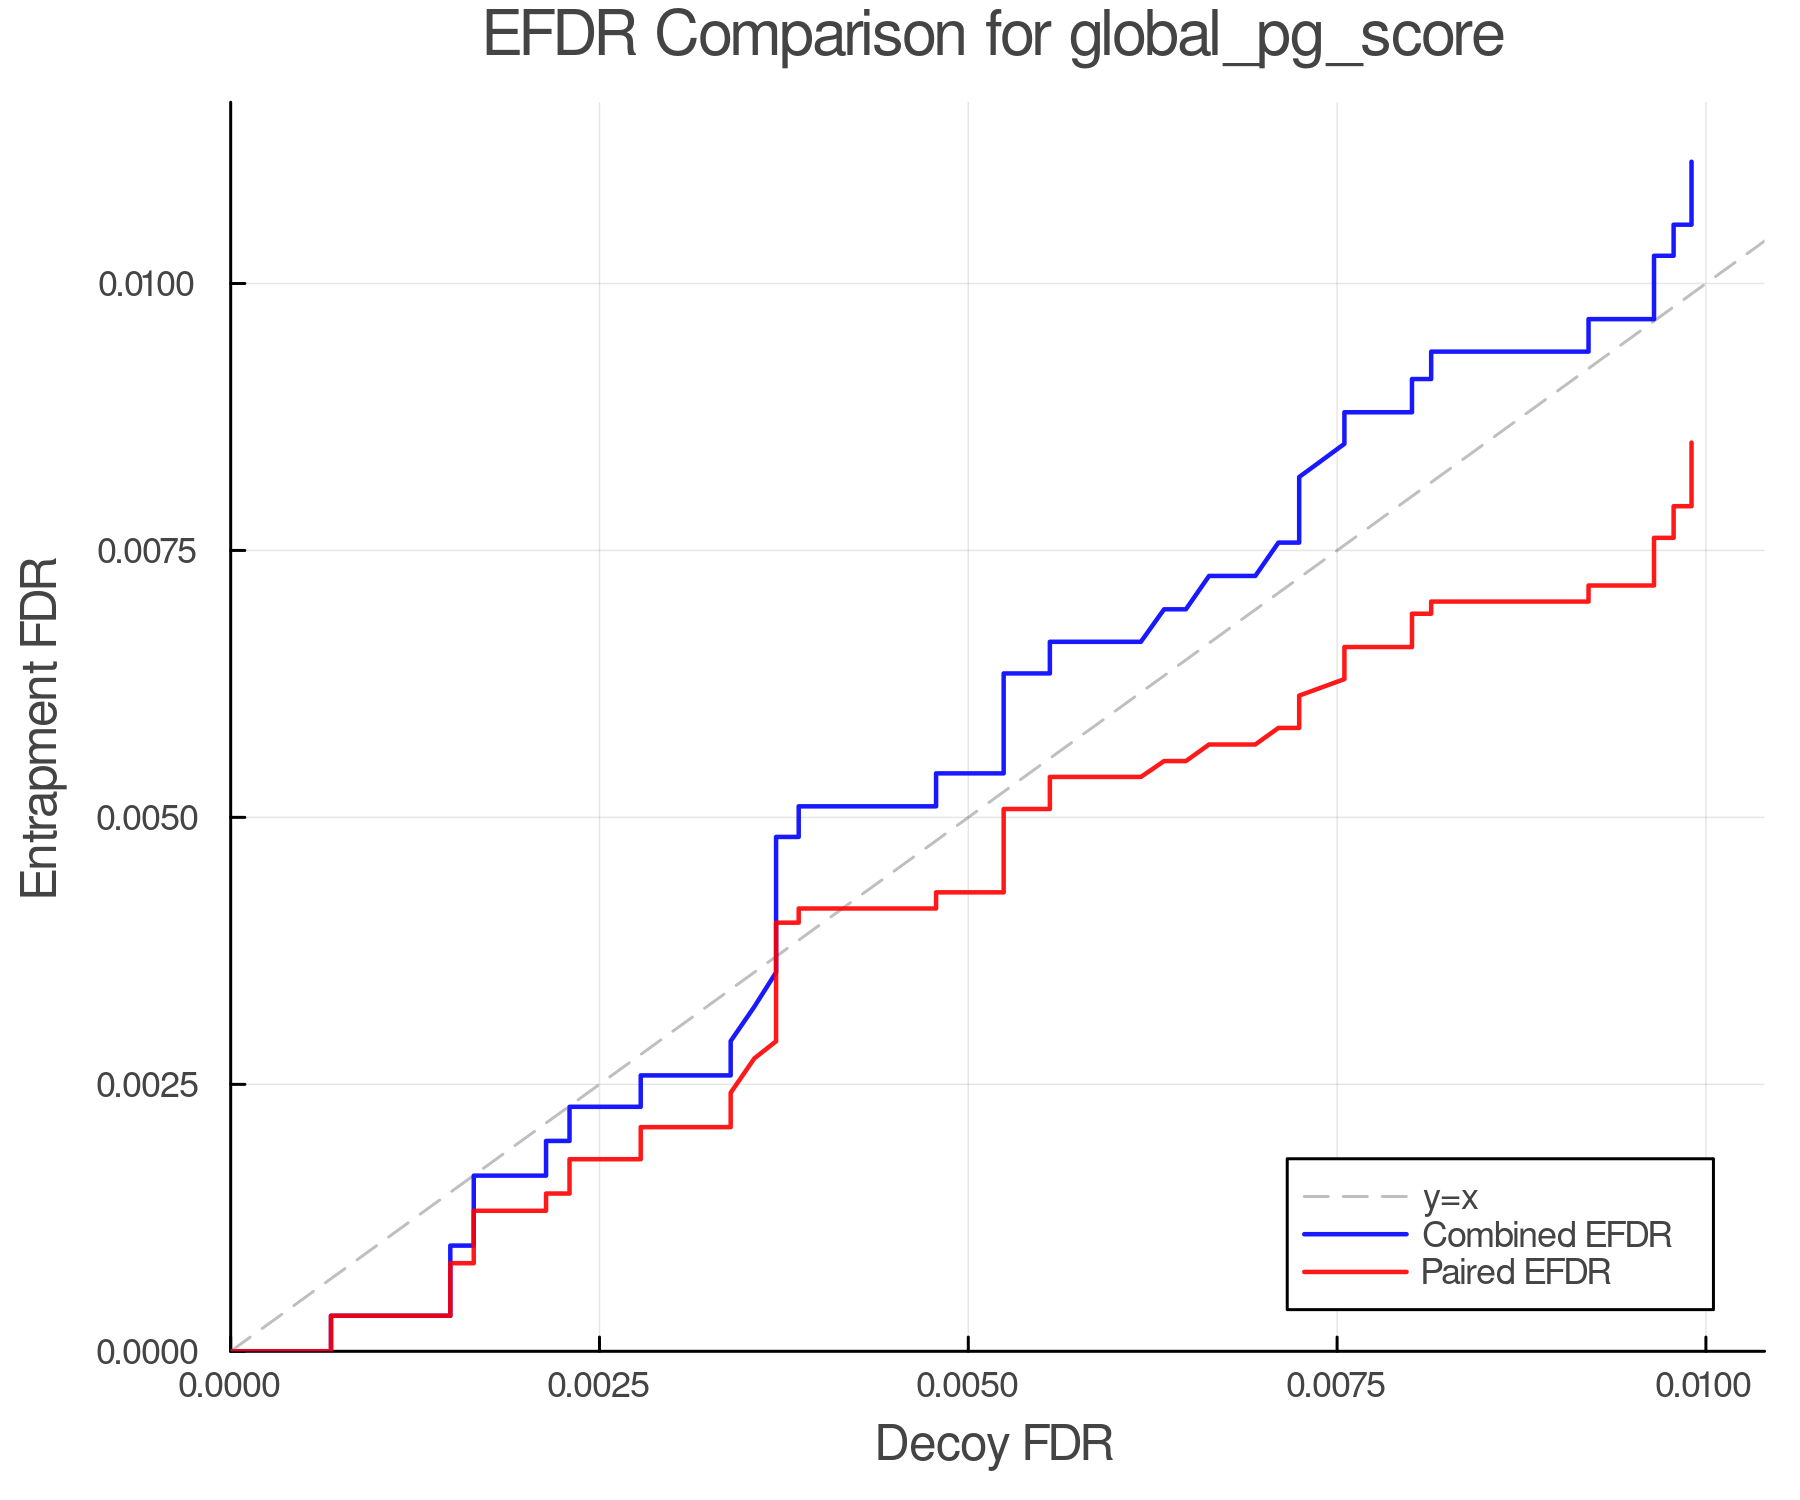 EFDR Comparison for global_pg_score
Entrapment FDR
0.0100
0.0075
0.0050
0.0025
0.0000
0.0000
0.0025
0.0050
0.0075
0.0100
Decoy FDR
y=x
Combined EFDR
Paired EFDR